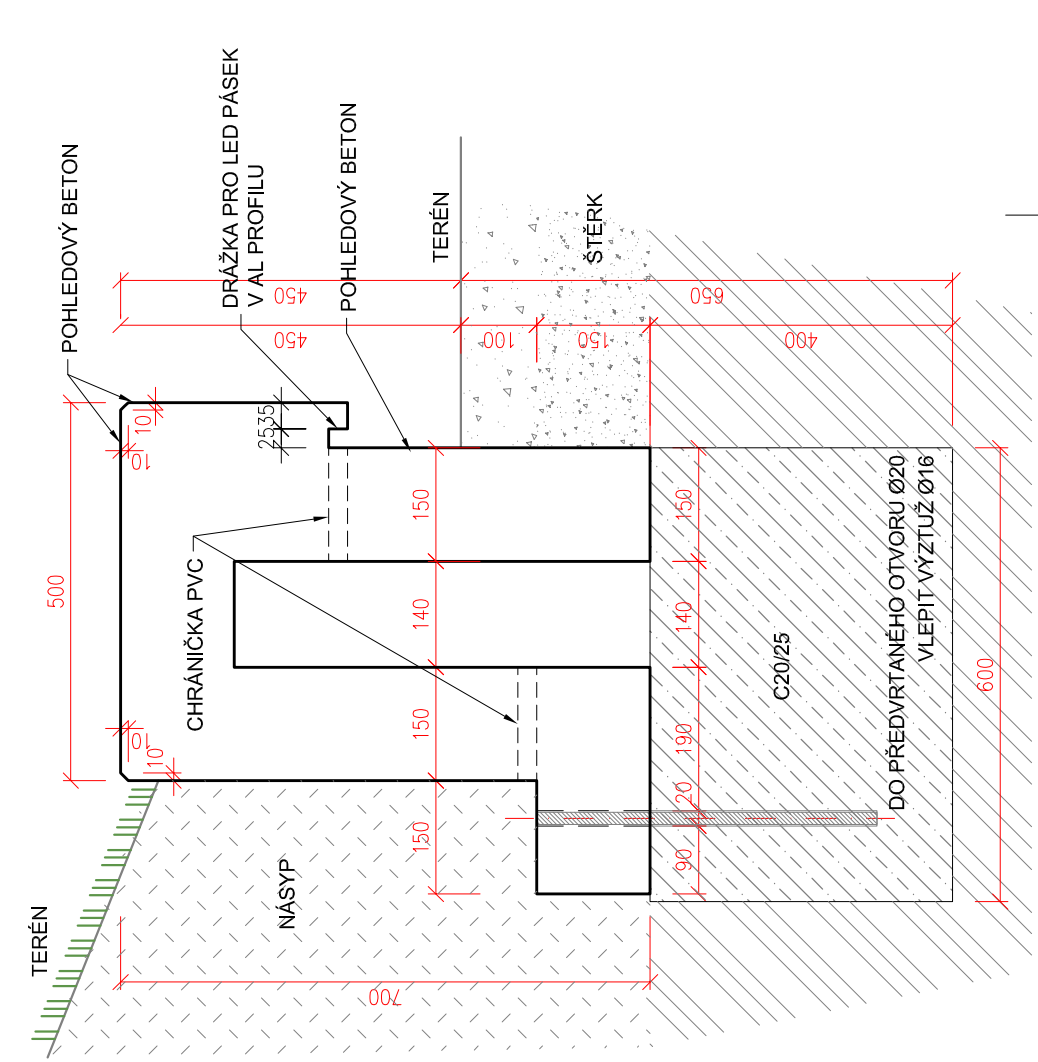 POHLEDOVÝ BETON
DRÁŽKA PRO LED PÁSEK
V AL PROFILU
POHLEDOVÝ BETON
TERÉN
ŠTĚRK
450
650
450
100
150
400
500
10
10
2535
10
10
CHRÁNIČKA PVC
150
140
150
150
150
140
190
20
90
C20/25
DO PŘEDVRTANÉHO OTVORU Ø20
VLEPIT VÝZTUŽ Ø16
600
TERÉN
NÁSYP
700